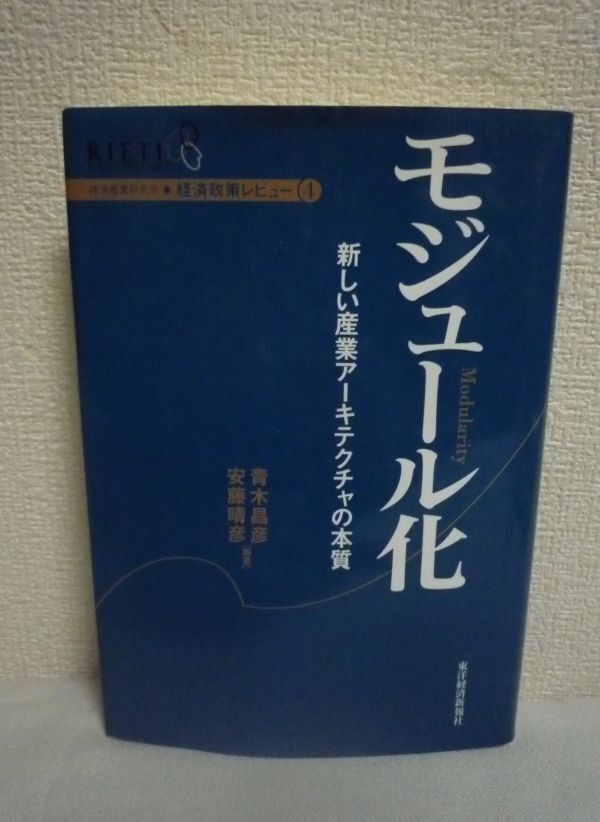 RIETI
経済産業研究所・経済政策レビュー4
モジュール化
Modularity
新しい産業アーキテクチャの本質
青木昌彦
安藤晴彦[編著]
東洋経済新報社